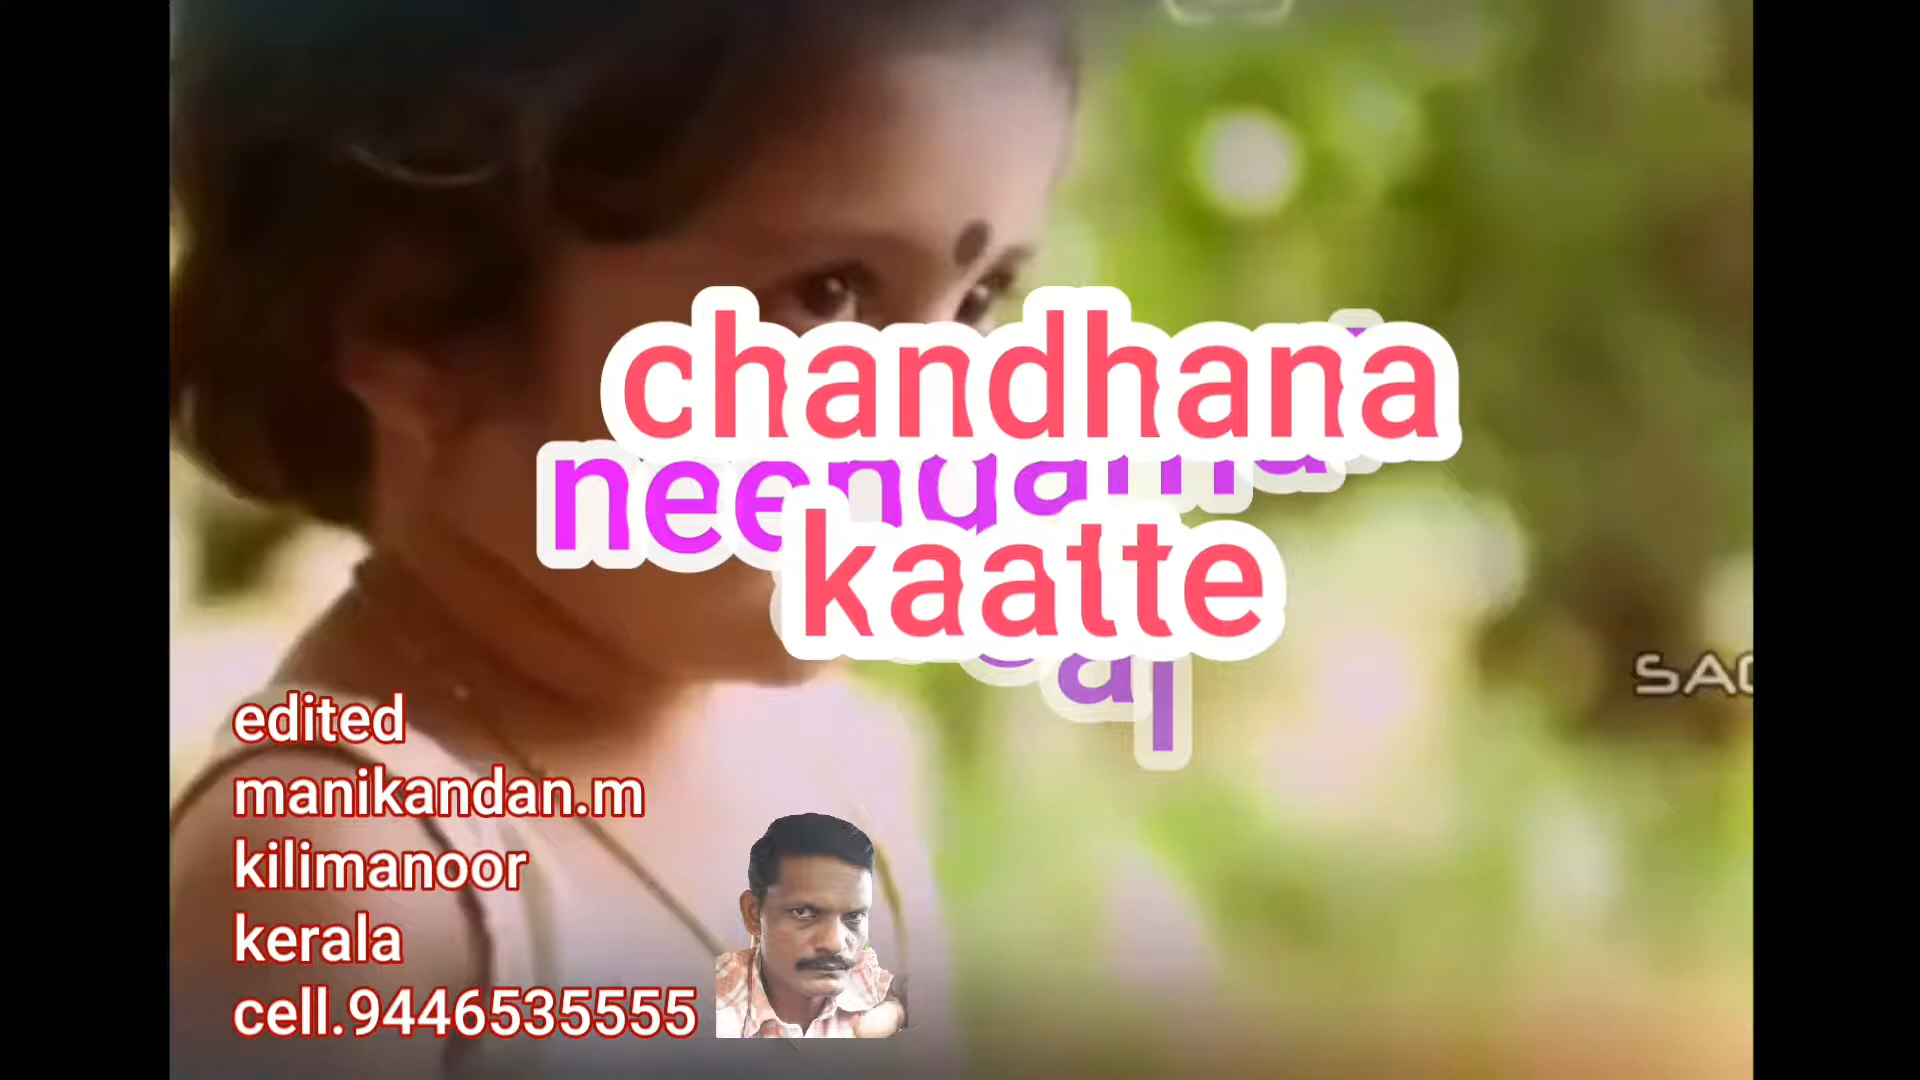 chandhana
kaatte
edited
manikandan.m
kilimanoor
kerala
cell.9446535555